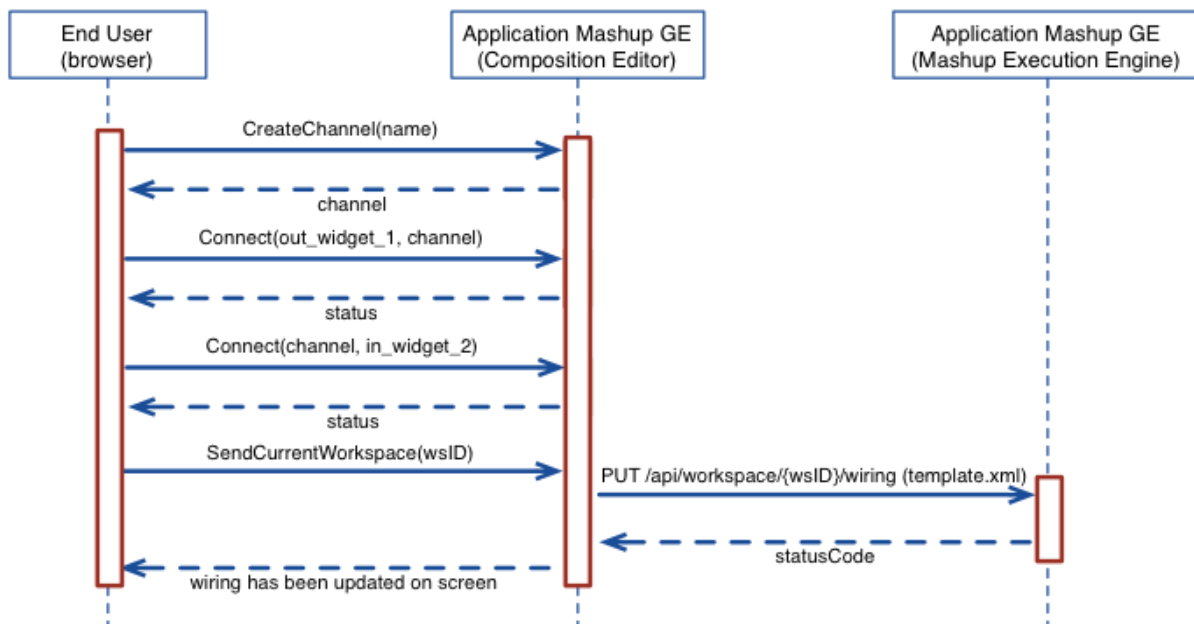 End User
(browser)
Application Mashup GE
(Composition Editor)
Application Mashup GE
(Mashup Execution Engine)
CreateChannel(name)
channel
Connect(out_widget_1, channel)
status
Connect(channel, in_widget_2)
status
SendCurrentWorkspace(wsID)
PUT /api/workspace/{wsID}/wiring (template.xml)
statusCode
wiring has been updated on screen